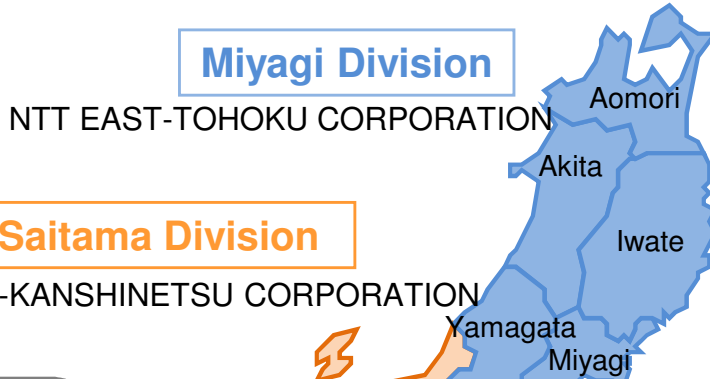 Miyagi Division
NTT EAST-TOHOKU CORPORATION
Aomori
Akita
Saitama Division
Iwate
-KANSHINETSU CORPORATION
Yamagata
Miyagi